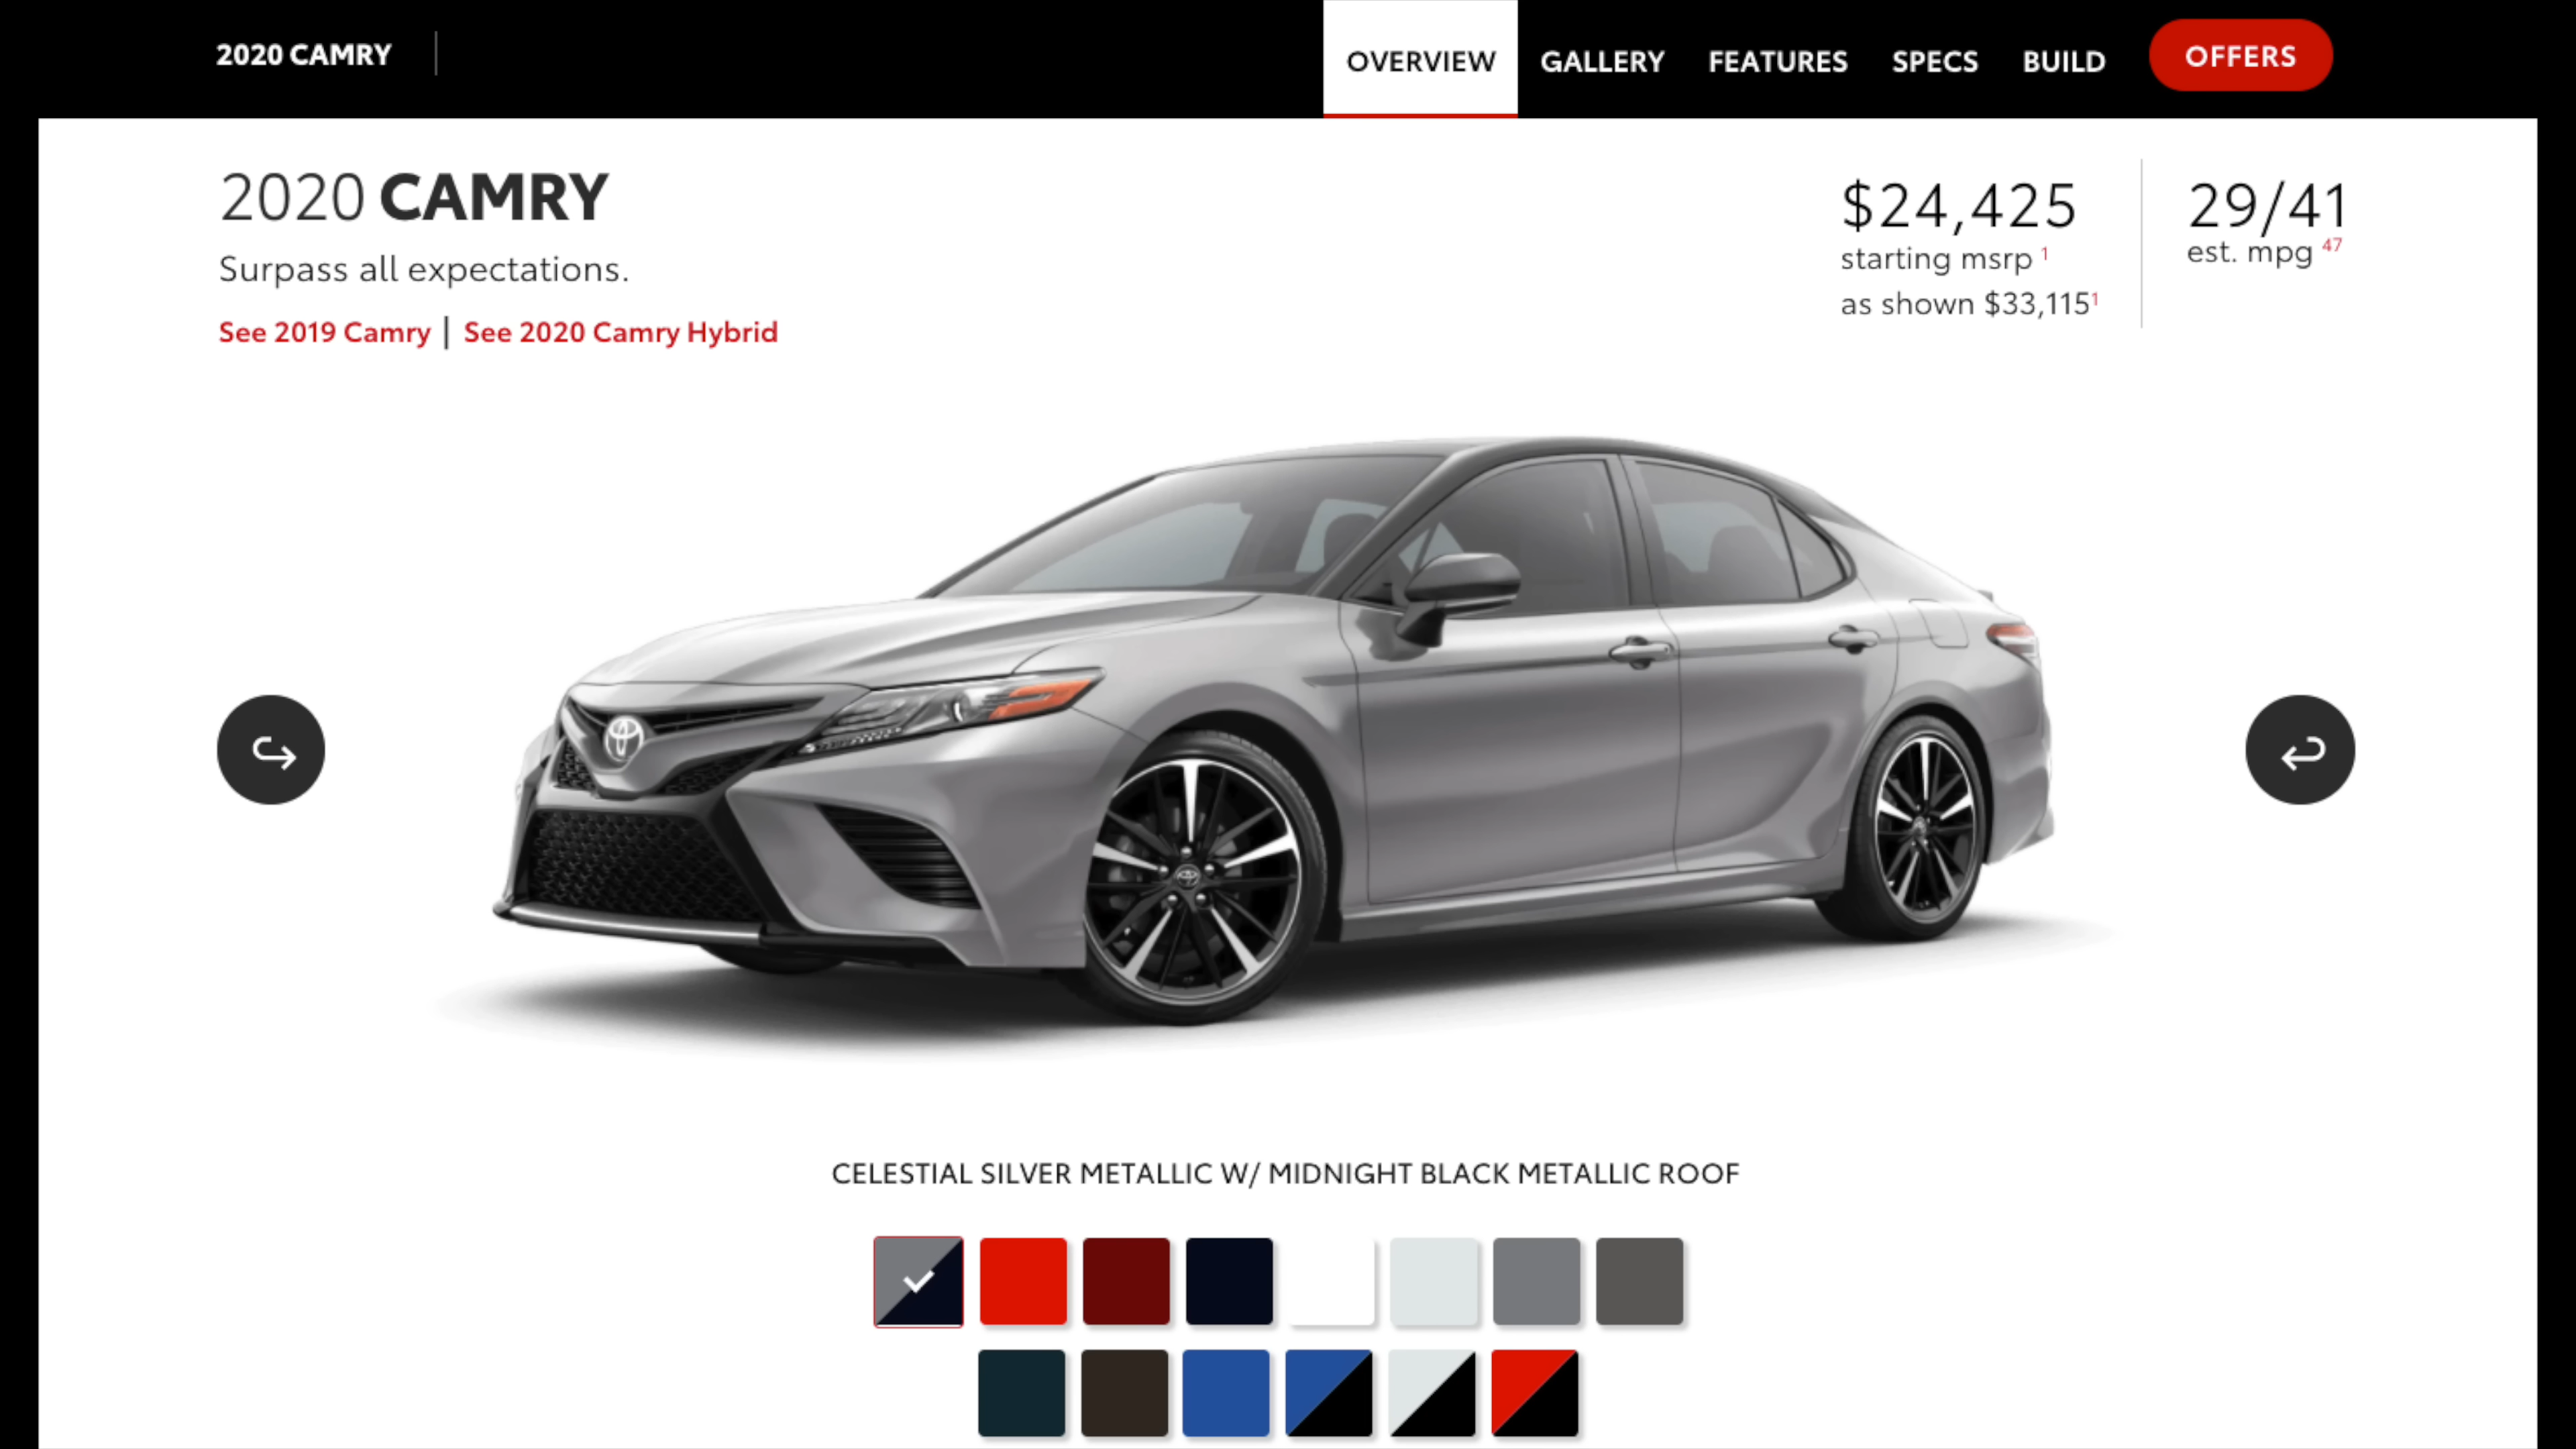 2020 CAMRY
OVERVIEW GALLERY FEATURES SPECS BUILD OFFERS
2020 CAMRY
Surpass all expectations.
See 2019 Camry | See 2020 Camry Hybrid
$24,425
starting msrp 1
as shown $33,1151
29/41
est. mpg 47
CELESTIAL SILVER METALLIC W/ MIDNIGHT BLACK METALLIC ROOF